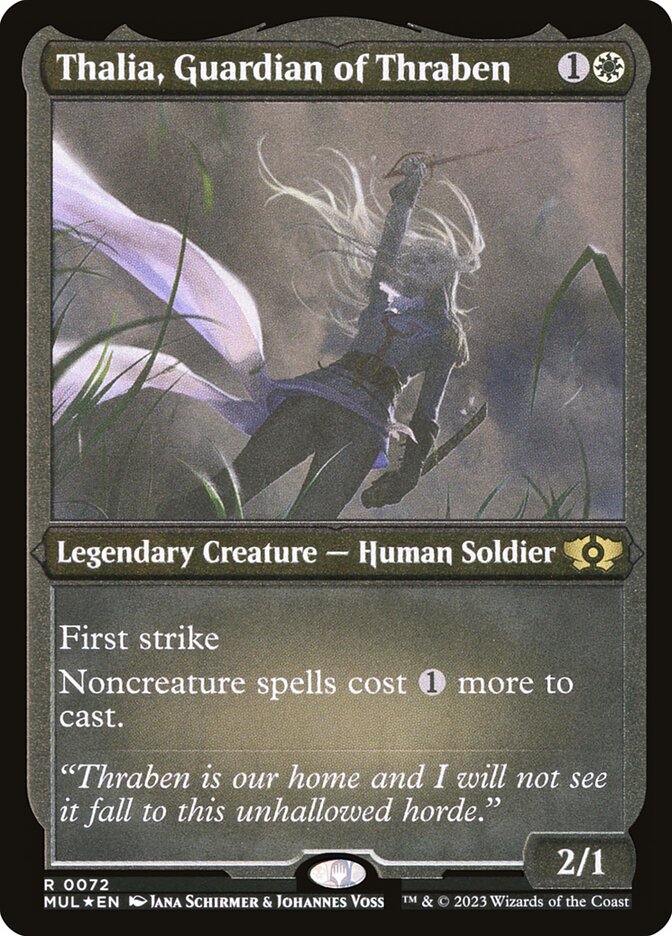 Thalia, Guardian of Thraben 1
Legendary Creature — Human Soldier
First strike
Noncreature spells cost 1 more to
cast.
“Thraben is our home and I will not see
it fall to this unhallowed horde.”
2/1
R 0072
MUL★EN Jana Schirmer & Johannes Voss ™ & © 2023 Wizards of the Coast